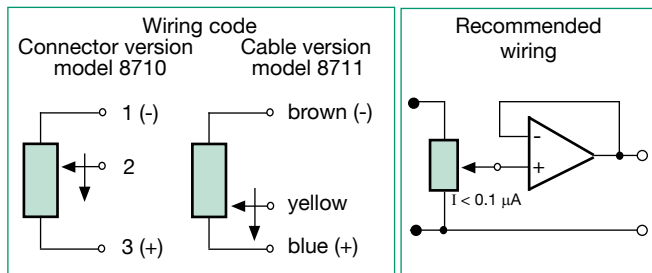 Wiring code
Connector version
model 8710
Cable version
model 8711
1 (-)
2
3 (+)
brown (-)
yellow
blue (+)
Recommended
wiring
-
+
I < 0.1 µA